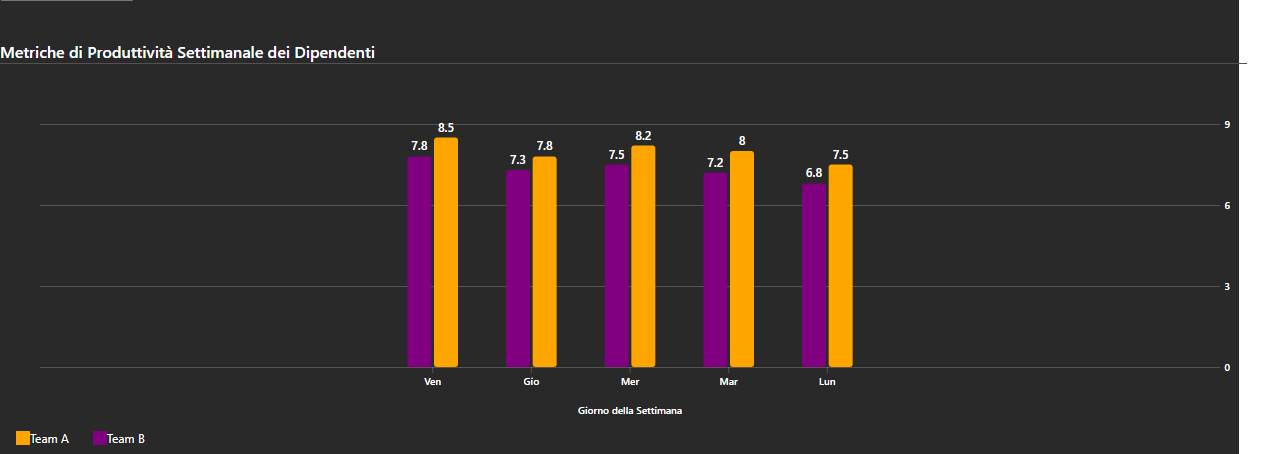 Metriche di Produttività Settimanale dei Dipendenti
9
6
3
0
7.8
8.5
7.3
7.8
7.5
8.2
7.2
8
6.8
7.5
Ven
Gio
Mer
Mar
Lun
Giorno della Settimana
Team A
Team B